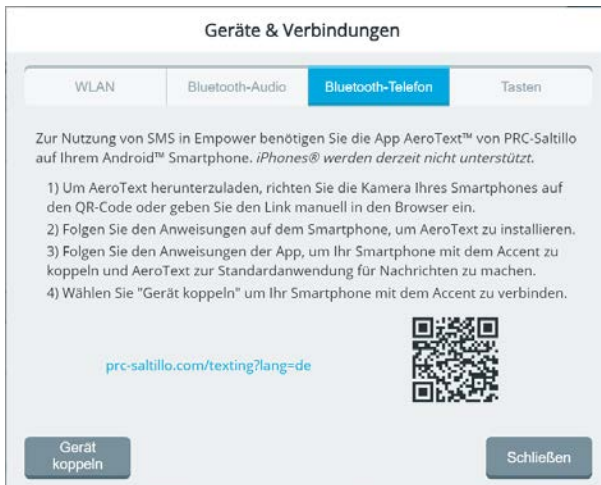 Geräte & Verbindungen
WLAN
Bluetooth-Audio
Bluetooth-Telefon
Tasten
Zur Nutzung von SMS in Empower benötigen Sie die App AeroText™ von PRC-Saltillo
auf Ihrem Android™ Smartphone. iPhones® werden derzeit nicht unterstützt.
1) Um AeroText herunterzuladen, richten Sie die Kamera Ihres Smartphones auf
den QR-Code oder geben Sie den Link manuell in den Browser ein.
2) Folgen Sie den Anweisungen auf dem Smartphone, um AeroText zu installieren.
3) Folgen Sie den Anweisungen der App, um Ihr Smartphone mit dem Accent zu
koppeln und AeroText zur Standardanwendung für Nachrichten zu machen.
4) Wählen Sie "Gerät koppeln" um Ihr Smartphone mit dem Accent zu verbinden.
prc-saltillo.com/texting?lang=de
Gerät
koppeln
Schließen